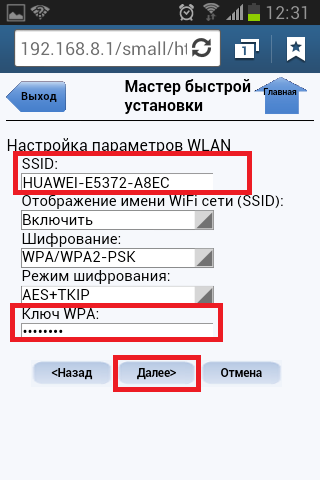 12:31
192.168.8.1/small/ht
1
Выход
Мастер быстрой
установки
Главная
Настройка параметров WLAN
SSID:
HUAWEI-E5372-A8EC
Отображение имени WiFi сети (SSID):
Включить
Шифрование:
WPA/WPA2-PSK
Режим шифрования:
AES+TKIP
Ключ WPA:
••••••••
<Назад Далее> Отмена